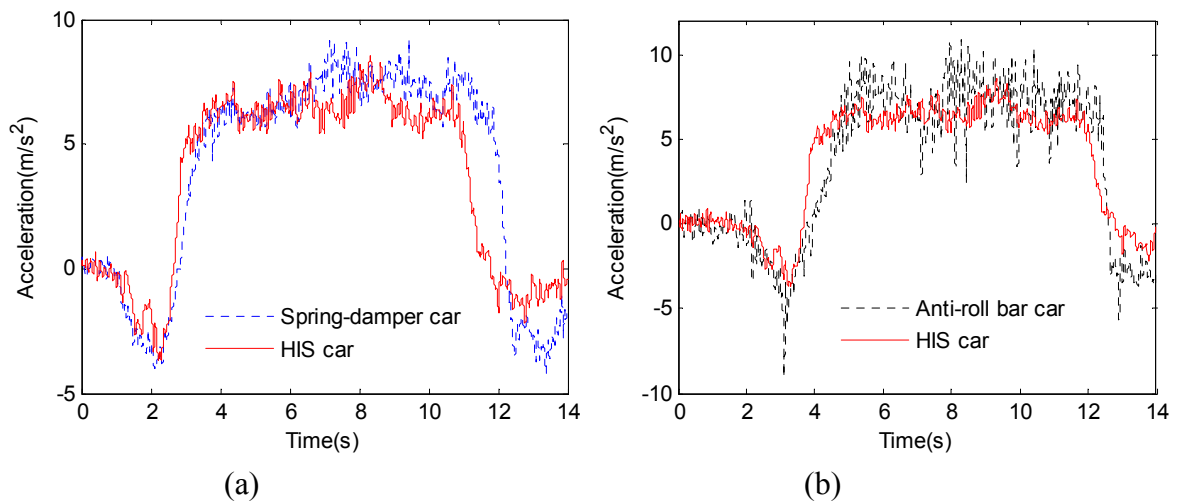 10
5
0
-5
Acceleration(m/s²)
0 2 4 6 8 10 12 14
Time(s)
Spring-damper car
HIS car
(a)
10
5
0
-5
-10
Acceleration(m/s²)
0 2 4 6 8 10 12 14
Time(s)
Anti-roll bar car
HIS car
(b)